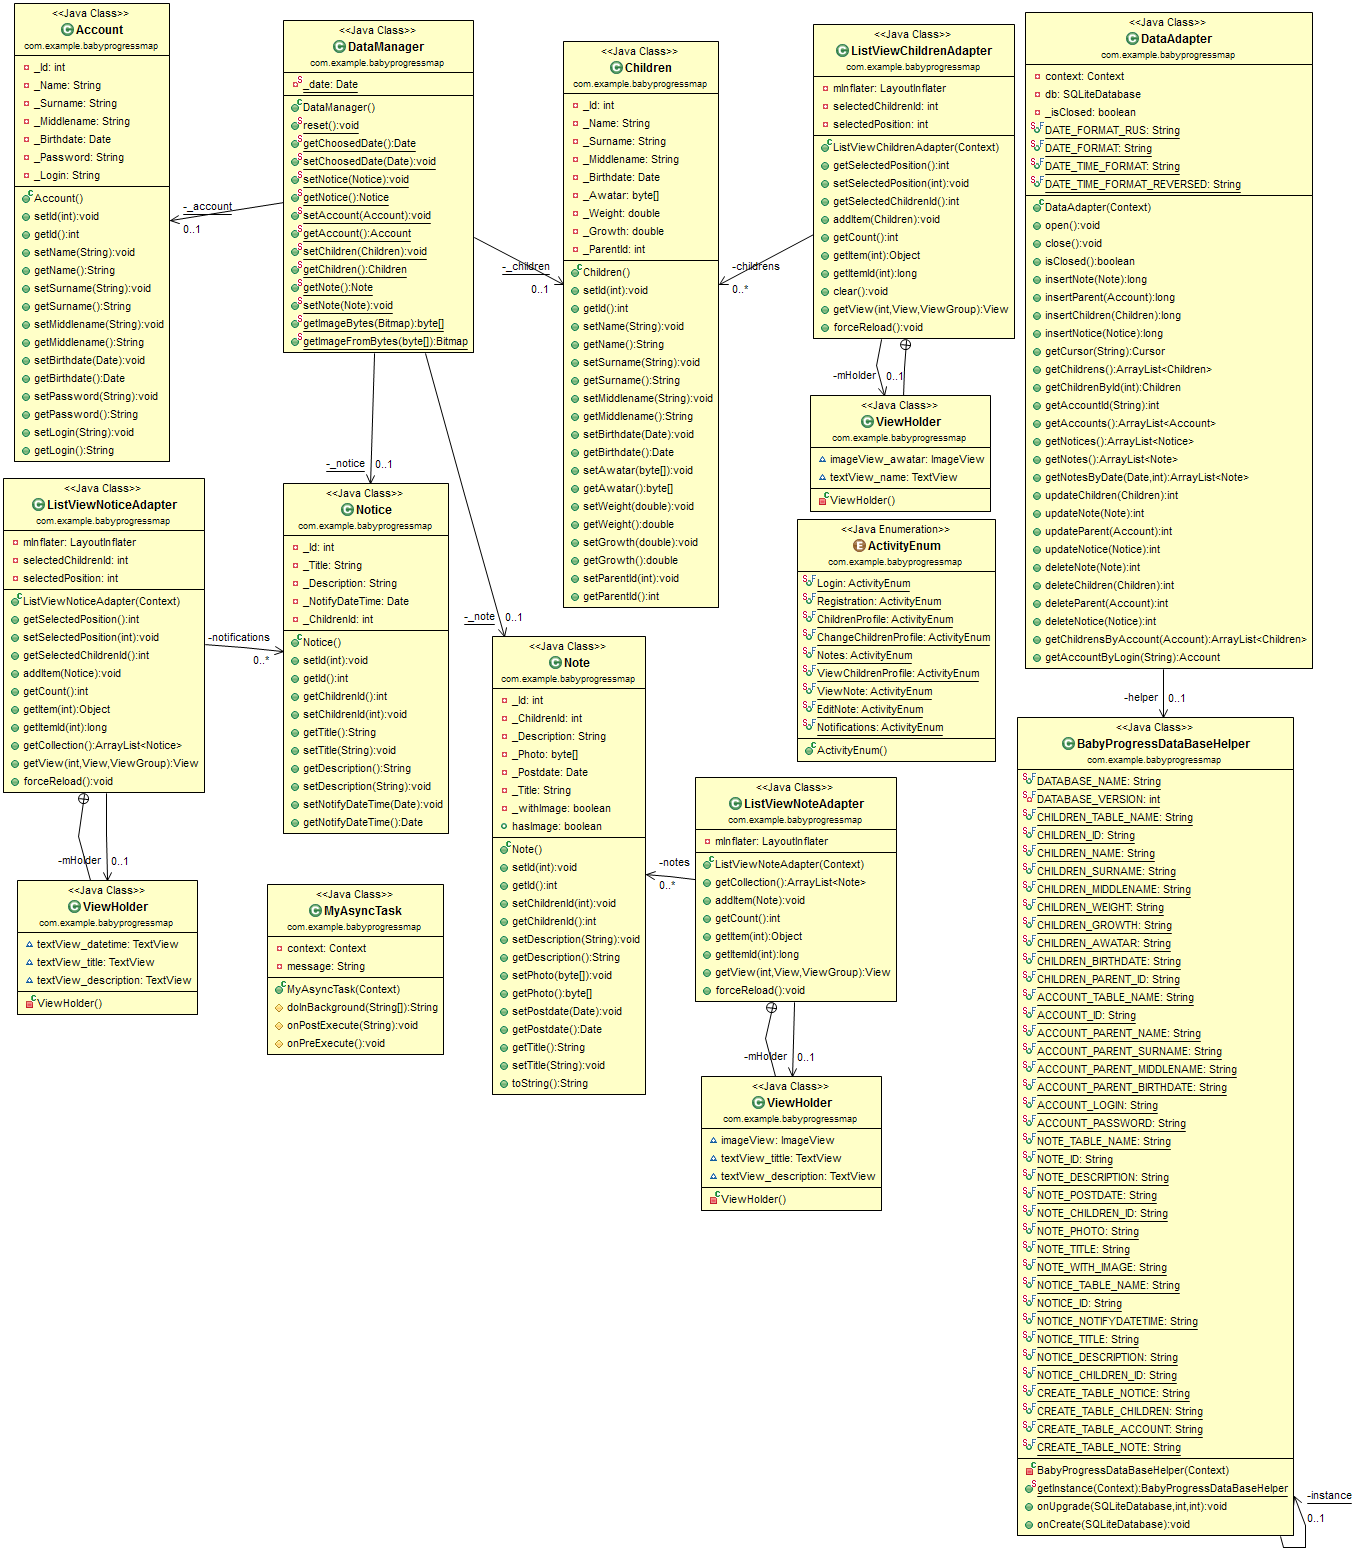 <<Java Class>>
Account
com.example.babyprogressmap
_Id: int
_Name: String
_Surname: String
_Middlename: String
_Birthdate: Date
_Password: String
_Login: String
Account()
setId(int):void
getId():int
setName(String):void
getName():String
setSurname(String):void
getSurname():String
setMiddlename(String):void
getMiddlename():String
setBirthdate(Date):void
getBirthdate():Date
setPassword(String):void
getPassword():String
setLogin(String):void
getLogin():String
-_account
0..1
<<Java Class>>
DataManager
com.example.babyprogressmap
_date: Date
DataManager()
reset():void
getChoosedDate():Date
setChoosedDate(Date):void
setNotice(Notice):void
getNotice():Notice
setAccount(Account):void
getAccount():Account
setChildren(Children):void
getChildren():Children
getNote():Note
setNote(Note):void
getImageBytes(Bitmap):byte[]
getImageFromBytes(byte[]):Bitmap
-_children
0..1
<<Java Class>>
Children
com.example.babyprogressmap
_Id: int
_Name: String
_Surname: String
_Middlename: String
_Birthdate: Date
_Awatar: byte[]
_Weight: double
_Growth: double
_ParentId: int
Children()
setId(int):void
getId():int
setName(String):void
getName():String
setSurname(String):void
getSurname():String
setMiddlename(String):void
getMiddlename():String
setBirthdate(Date):void
getBirthdate():Date
setAwatar(byte[]):void
getAwatar():byte[]
setWeight(double):void
getWeight():double
setGrowth(double):void
getGrowth():double
setParentId(int):void
getParentId():int
-childrens
0..*
<<Java Class>>
ListViewChildrenAdapter
com.example.babyprogressmap
mInflater: LayoutInflater
selectedChildrenId: int
selectedPosition: int
ListViewChildrenAdapter(Context)
getSelectedPosition():int
setSelectedPosition(int):void
getSelectedChildrenId():int
addItem(Children):void
getCount():int
getItem(int):Object
getItemId(int):long
clear():void
getView(int,View,ViewGroup):View
forceReload():void
-mHolder
0..1
<<Java Class>>
ViewHolder
com.example.babyprogressmap
imageView_awatar: ImageView
textView_name: TextView
ViewHolder()
<<Java Enumeration>>
ActivityEnum
com.example.babyprogressmap
Login: ActivityEnum
Registration: ActivityEnum
ChildrenProfile: ActivityEnum
ChangeChildrenProfile: ActivityEnum
Notes: ActivityEnum
ViewChildrenProfile: ActivityEnum
ViewNote: ActivityEnum
EditNote: ActivityEnum
Notifications: ActivityEnum
ActivityEnum()
<<Java Class>>
DataAdapter
com.example.babyprogressmap
context: Context
db: SQLiteDatabase
_isClosed: boolean
DATE_FORMAT_RUS: String
DATE_FORMAT: String
DATE_TIME_FORMAT: String
DATE_TIME_FORMAT_REVERSED: String
DataAdapter(Context)
open():void
close():void
isClosed():boolean
insertNote(Note):long
insertParent(Account):long
insertChildren(Children):long
insertNotice(Notice):long
getCursor(String):Cursor
getChildrens():ArrayList<Children>
getChildrenById(int):Children
getAccountId(String):int
getAccounts():ArrayList<Account>
getNotices():ArrayList<Notice>
getNotes():ArrayList<Note>
getNotesByDate(Date,int):ArrayList<Note>
updateChildren(Children):int
updateNote(Note):int
updateParent(Account):int
updateNotice(Notice):int
deleteNote(Note):int
deleteChildren(Children):int
deleteParent(Account):int
deleteNotice(Notice):int
getChildrensByAccount(Account):ArrayList<Children>
getAccountByLogin(String):Account
-helper
0..1
<<Java Class>>
BabyProgressDataBaseHelper
com.example.babyprogressmap
DATABASE_NAME: String
DATABASE_VERSION: int
CHILDREN_TABLE_NAME: String
CHILDREN_ID: String
CHILDREN_NAME: String
CHILDREN_SURNAME: String
CHILDREN_MIDDLENAME: String
CHILDREN_WEIGHT: String
CHILDREN_GROWTH: String
CHILDREN_AWATAR: String
CHILDREN_BIRTHDATE: String
CHILDREN_PARENT_ID: String
ACCOUNT_TABLE_NAME: String
ACCOUNT_ID: String
ACCOUNT_PARENT_NAME: String
ACCOUNT_PARENT_SURNAME: String
ACCOUNT_PARENT_MIDDLENAME: String
ACCOUNT_PARENT_BIRTHDATE: String
ACCOUNT_LOGIN: String
ACCOUNT_PASSWORD: String
NOTE_TABLE_NAME: String
NOTE_ID: String
NOTE_DESCRIPTION: String
NOTE_POSTDATE: String
NOTE_CHILDREN_ID: String
NOTE_PHOTO: String
NOTE_TITLE: String
NOTE_WITH_IMAGE: String
NOTICE_TABLE_NAME: String
NOTICE_ID: String
NOTICE_NOTIFYDATETIME: String
NOTICE_TITLE: String
NOTICE_DESCRIPTION: String
NOTICE_CHILDREN_ID: String
CREATE_TABLE_NOTICE: String
CREATE_TABLE_CHILDREN: String
CREATE_TABLE_ACCOUNT: String
CREATE_TABLE_NOTE: String
BabyProgressDataBaseHelper(Context)
getInstance(Context):BabyProgressDataBaseHelper
onUpgrade(SQLiteDatabase,int,int):void
onCreate(SQLiteDatabase):void
-instance
0..1
<<Java Class>>
ListViewNoticeAdapter
com.example.babyprogressmap
mInflater: LayoutInflater
selectedChildrenId: int
selectedPosition: int
ListViewNoticeAdapter(Context)
getSelectedPosition():int
setSelectedPosition(int):void
getSelectedChildrenId():int
addItem(Notice):void
getCount():int
getItem(int):Object
getItemId(int):long
getCollection():ArrayList<Notice>
getView(int,View,ViewGroup):View
forceReload():void
-notifications
0..*
-mHolder
0..1
<<Java Class>>
ViewHolder
com.example.babyprogressmap
textView_datetime: TextView
textView_title: TextView
textView_description: TextView
ViewHolder()
-_notice
0..1
<<Java Class>>
Notice
com.example.babyprogressmap
_Id: int
_Title: String
_Description: String
_NotifyDateTime: Date
_ChildrenId: int
Notice()
setId(int):void
getId():int
getChildrenId():int
setChildrenId(int):void
getTitle():String
setTitle(String):void
getDescription():String
setDescription(String):void
setNotifyDateTime(Date):void
getNotifyDateTime():Date
<<Java Class>>
MyAsyncTask
com.example.babyprogressmap
context: Context
message: String
MyAsyncTask(Context)
doInBackground(String[]):String
onPostExecute(String):void
onPreExecute():void
-_note
0..1
<<Java Class>>
Note
com.example.babyprogressmap
_Id: int
_ChildrenId: int
_Description: String
_Photo: byte[]
_Postdate: Date
_Title: String
_withImage: boolean
hasImage: boolean
Note()
setId(int):void
getId():int
setChildrenId(int):void
getChildrenId():int
setDescription(String):void
getDescription():String
setPhoto(byte[]):void
getPhoto():byte[]
setPostdate(Date):void
getPostdate():Date
getTitle():String
setTitle(String):void
toString():String
-notes
0..*
<<Java Class>>
ListViewNoteAdapter
com.example.babyprogressmap
mInflater: LayoutInflater
ListViewNoteAdapter(Context)
getCollection():ArrayList<Note>
addItem(Note):void
getCount():int
getItem(int):Object
getItemId(int):long
getView(int,View,ViewGroup):View
forceReload():void
-mHolder
0..1
<<Java Class>>
ViewHolder
com.example.babyprogressmap
imageView: ImageView
textView_tittle: TextView
textView_description: TextView
ViewHolder()